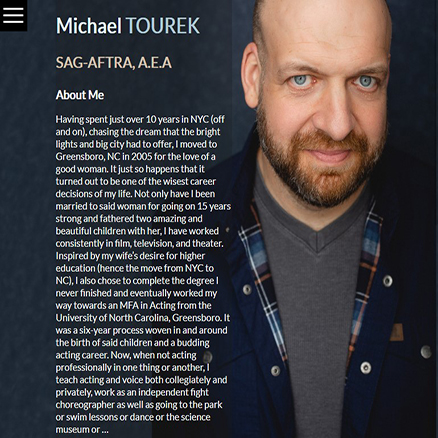 Michael TOUREK
SAG-AFTRA, A.E.A
About Me
Having spent just over 10 years in NYC (off
and on), chasing the dream that the bright
lights and big city had to offer, I moved to
Greensboro, NC in 2005 for the love of a
good woman. It just so happens that it
turned out to be one of the wisest career
decisions of my life. Not only have I been
married to said woman for going on 15 years
strong and fathered two amazing and
beautiful children with her, I have worked
consistently in film, television, and theater.
Inspired by my wife's desire for higher
education (hence the move from NYC to
NC), I also chose to complete the degree I
never finished and eventually worked my
way towards an MFA in Acting from the
University of North Carolina, Greensboro. It
was a six-year process woven in and around
the birth of said children and a budding
acting career. Now, when not acting
professionally in one thing or another, I
teach acting and voice both collegiately and
privately, work as an independent fight
choreographer as well as going to the park
or swim lessons or dance or the science
museum or ...